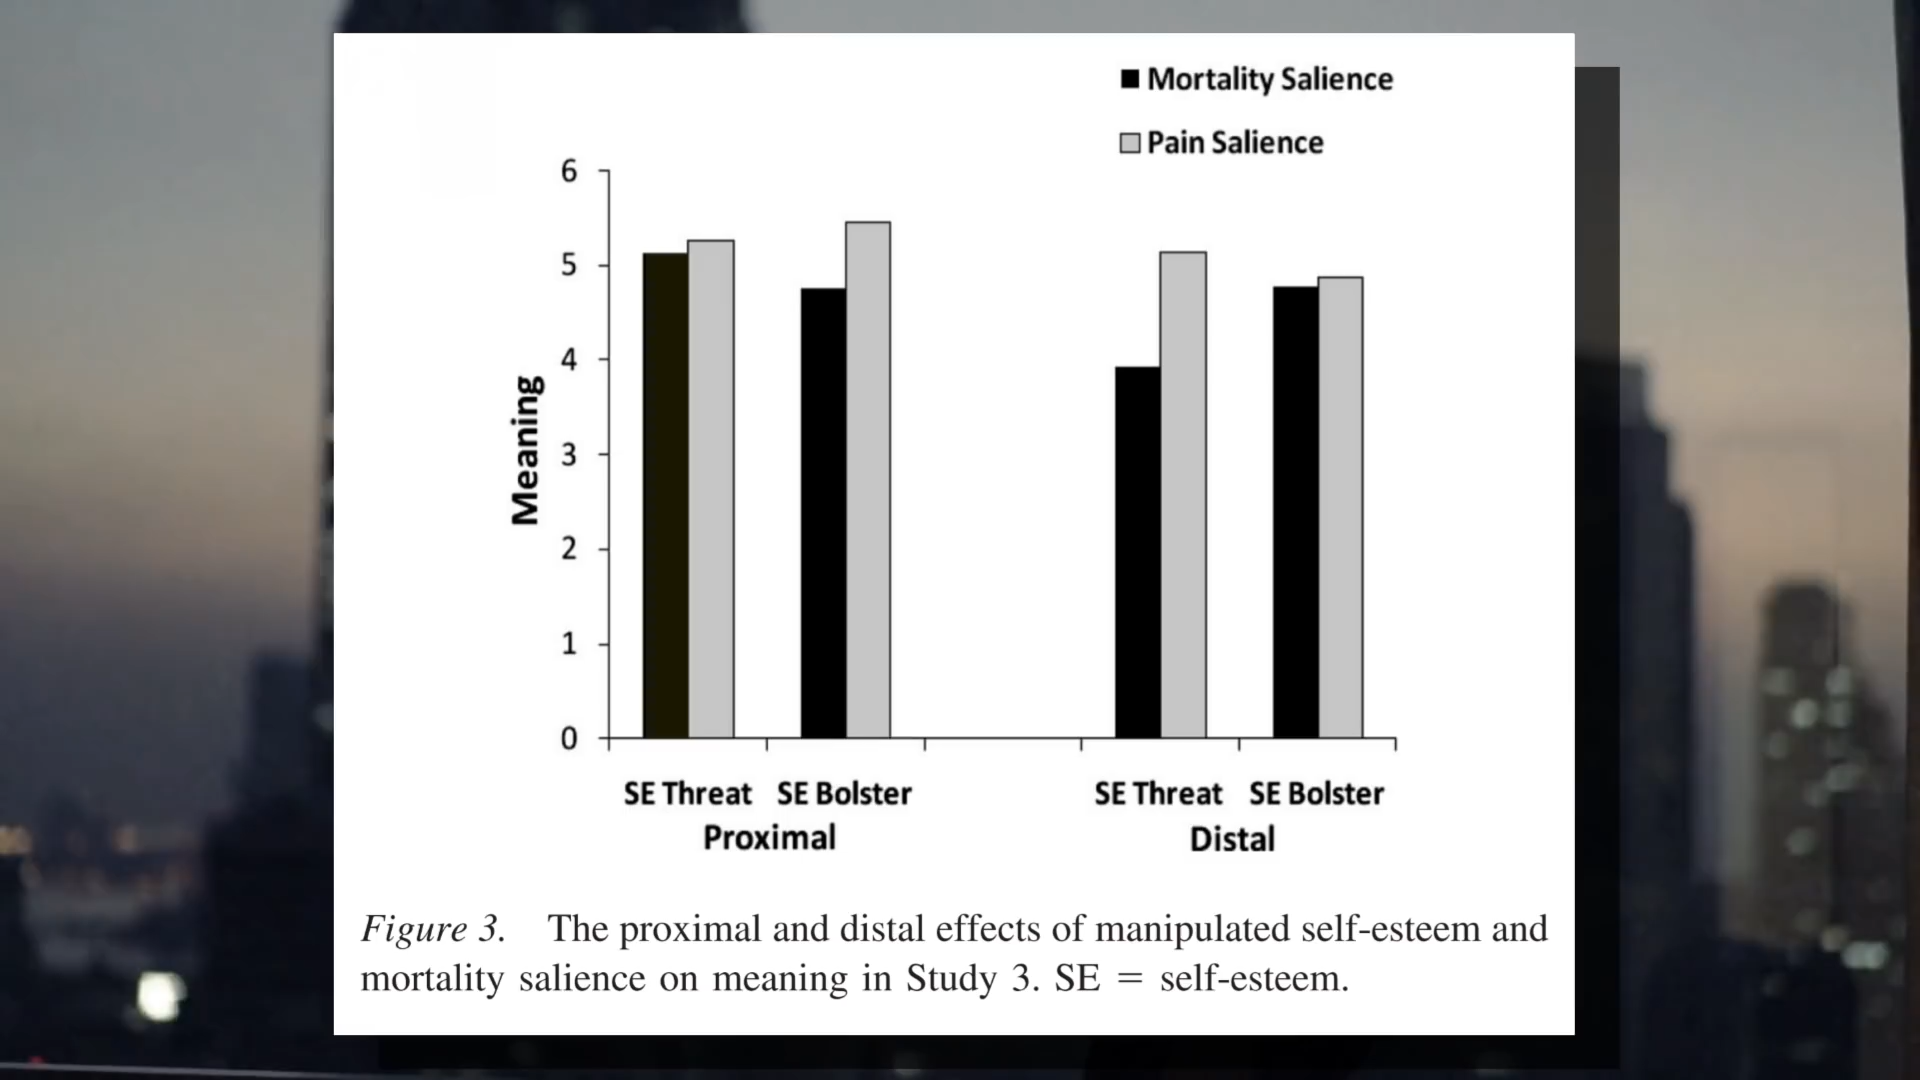 Mortality Salience
Pain Salience
6
5
4
3
2
1
0
Meaning
SE Threat SE Bolster SE Threat SE Bolster
Proximal Distal
Figure 3. The proximal and distal effects of manipulated self-esteem and
mortality salience on meaning in Study 3. SE = self-esteem.